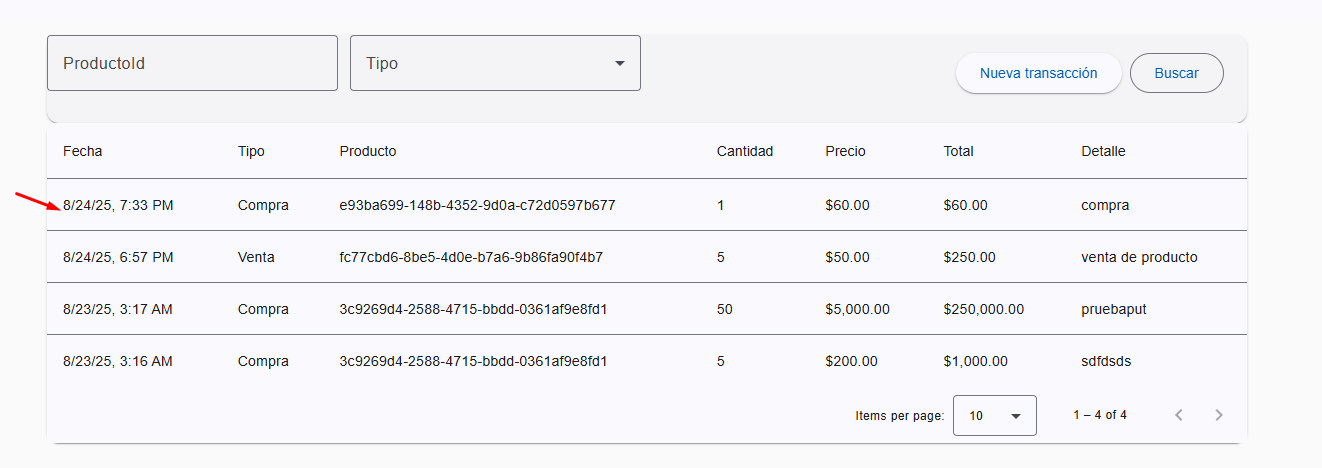 ProductoId Tipo Nueva transacción Buscar
Fecha Tipo Producto Cantidad Precio Total Detalle
8/24/25, 7:33 PM Compra e93ba699-148b-4352-9d0a-c72d0597b677 1 $60.00 $60.00 compra
8/24/25, 6:57 PM Venta fc77cbd6-8be5-4d0e-b7a6-9b86fa90f4b7 5 $50.00 $250.00 venta de producto
8/23/25, 3:17 AM Compra 3c9269d4-2588-4715-bbdd-0361af9e8fd1 50 $5,000.00 $250,000.00 pruebaput
8/23/25, 3:16 AM Compra 3c9269d4-2588-4715-bbdd-0361af9e8fd1 5 $200.00 $1,000.00 sdfdsds
Items per page: 10 1 – 4 of 4